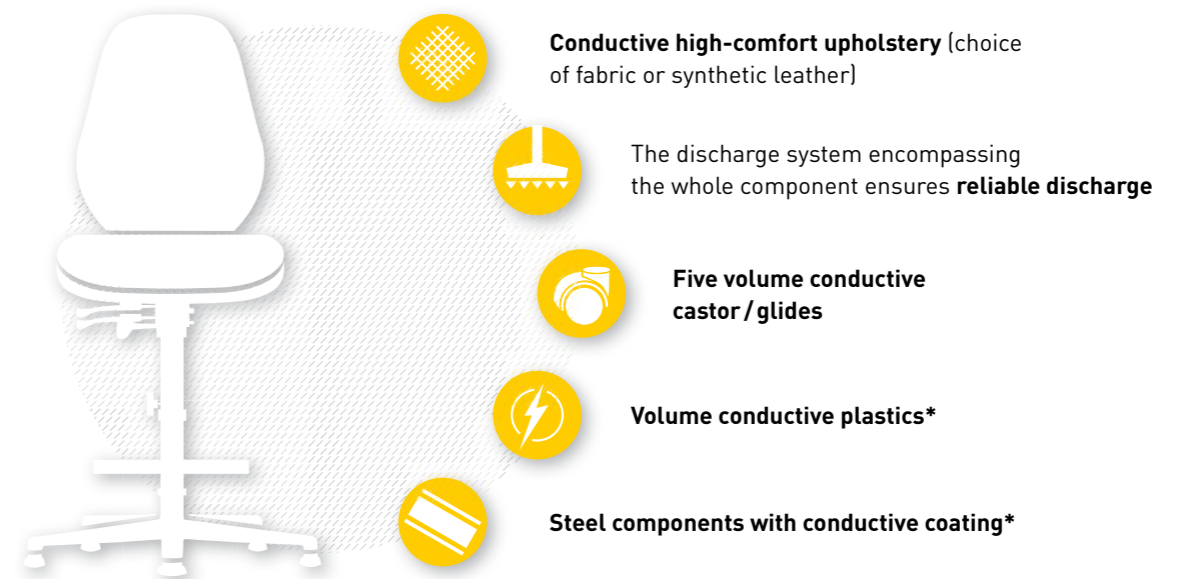 Conductive high-comfort upholstery (choice
of fabric or synthetic leather)
The discharge system encompassing
the whole component ensures reliable discharge
Five volume conductive
castor / glides
Volume conductive plastics*
Steel components with conductive coating*